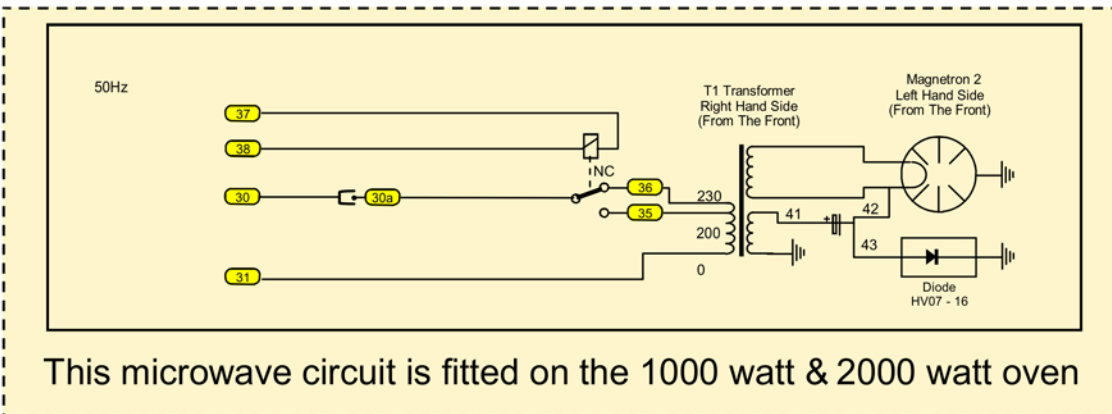 50Hz
T1 Transformer
Right Hand Side
(From The Front)
Magnetron 2
Left Hand Side
(From The Front)
37
38
NC
30
30a
36
35
230
200
0
41
42
43
31
Diode
HV07 - 16
This microwave circuit is fitted on the 1000 watt & 2000 watt oven